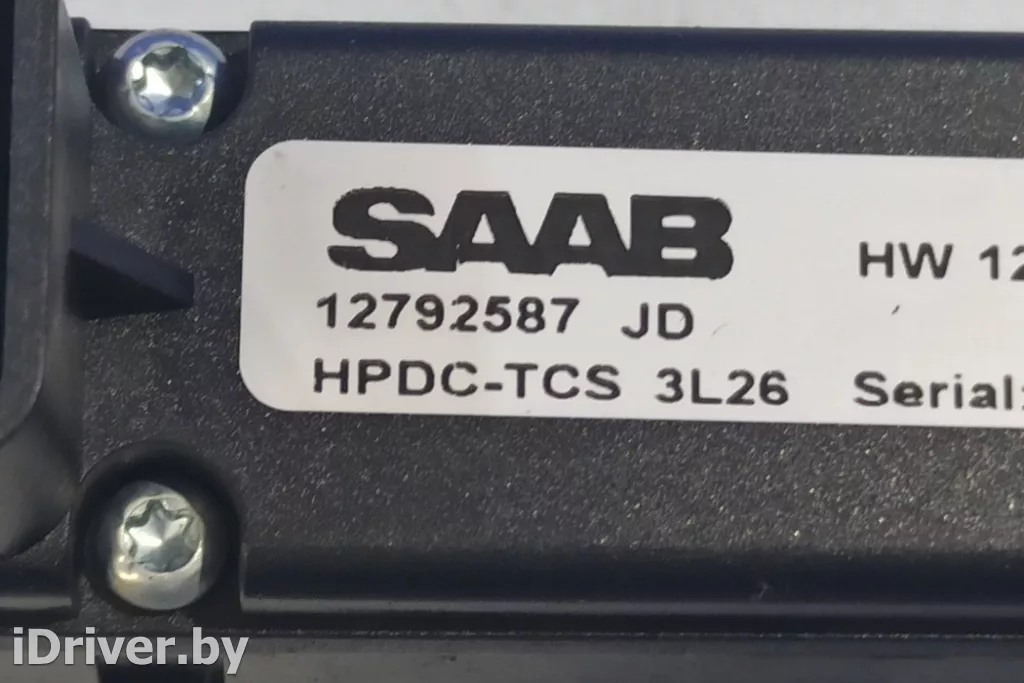 SAAB
12792587 JD
HW 12
HPDC-TCS 3L26
Serial:
iDriver.by